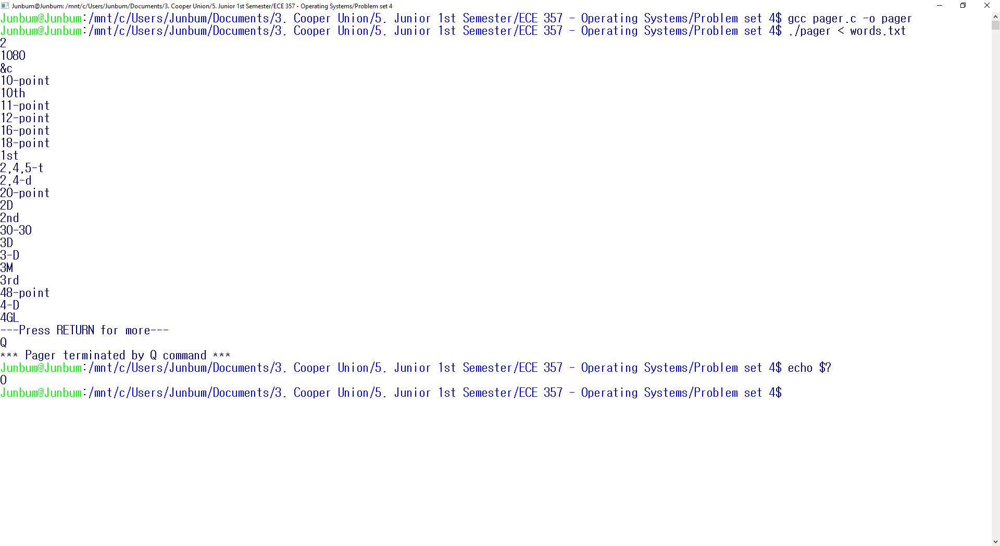 Junbum@Junbum: /mnt/c/Users/Junbum/Documents/3. Cooper Union/5. Junior 1st Semester/ECE 357 - Operating Systems/Problem set 4
Junbum@Junbum:/mnt/c/Users/Junbum/Documents/3. Cooper Union/5. Junior 1st Semester/ECE 357 - Operating Systems/Problem set 4$ gcc pager.c -o pager
Junbum@Junbum:/mnt/c/Users/Junbum/Documents/3. Cooper Union/5. Junior 1st Semester/ECE 357 - Operating Systems/Problem set 4$ ./pager < words.txt
2
1080
&c
10-point
10th
11-point
12-point
16-point
18-point
1st
2,4,5-t
2,4-d
20-point
2D
2nd
30-30
3D
3-D
3M
3rd
48-point
4-D
4GL
---Press RETURN for more---
Q
*** Pager terminated by Q command ***
Junbum@Junbum:/mnt/c/Users/Junbum/Documents/3. Cooper Union/5. Junior 1st Semester/ECE 357 - Operating Systems/Problem set 4$ echo $?
0
Junbum@Junbum:/mnt/c/Users/Junbum/Documents/3. Cooper Union/5. Junior 1st Semester/ECE 357 - Operating Systems/Problem set 4$